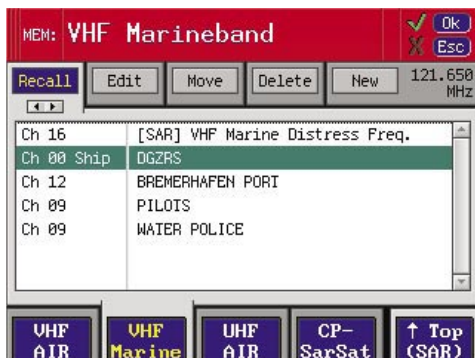 MEM: VHF Marineband
Ok
Esc
Recall Edit Move Delete New 121.650 MHz
Ch 16 [SAR] VHF Marine Distress Freq.
Ch 00 Ship DGZRS
Ch 12 BREMERHAFEN PORT
Ch 09 PILOTS
Ch 09 WATER POLICE
VHF AIR
VHF Marine
UHF AIR
CP-SarSat
↑ Top (SAR)